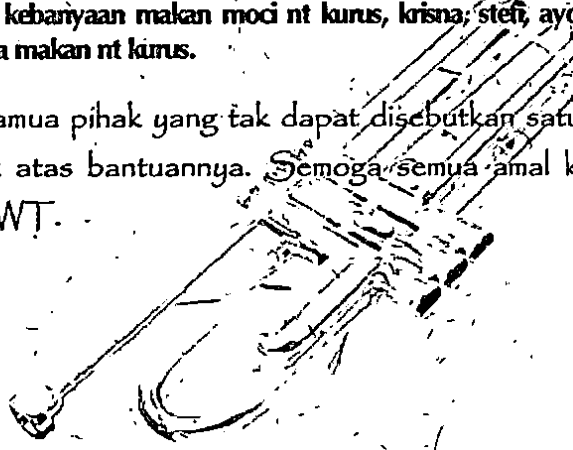 kebanyaan makan moci nt kurus, krisna, stefi, ayo
a makan nt kurus.
amua pihak yang tak dapat disebutkan satu
atas bantuannya. Semoga semua amal k
WT.